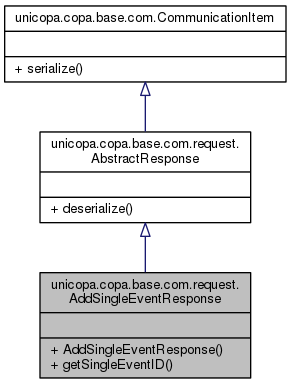 unicopa.copa.base.com.CommunicationItem
+ serialize()
unicopa.copa.base.com.request.
AbstractResponse
+ deserialize()
unicopa.copa.base.com.request.
AddSingleEventResponse
+ AddSingleEventResponse()
+ getSingleEventID()